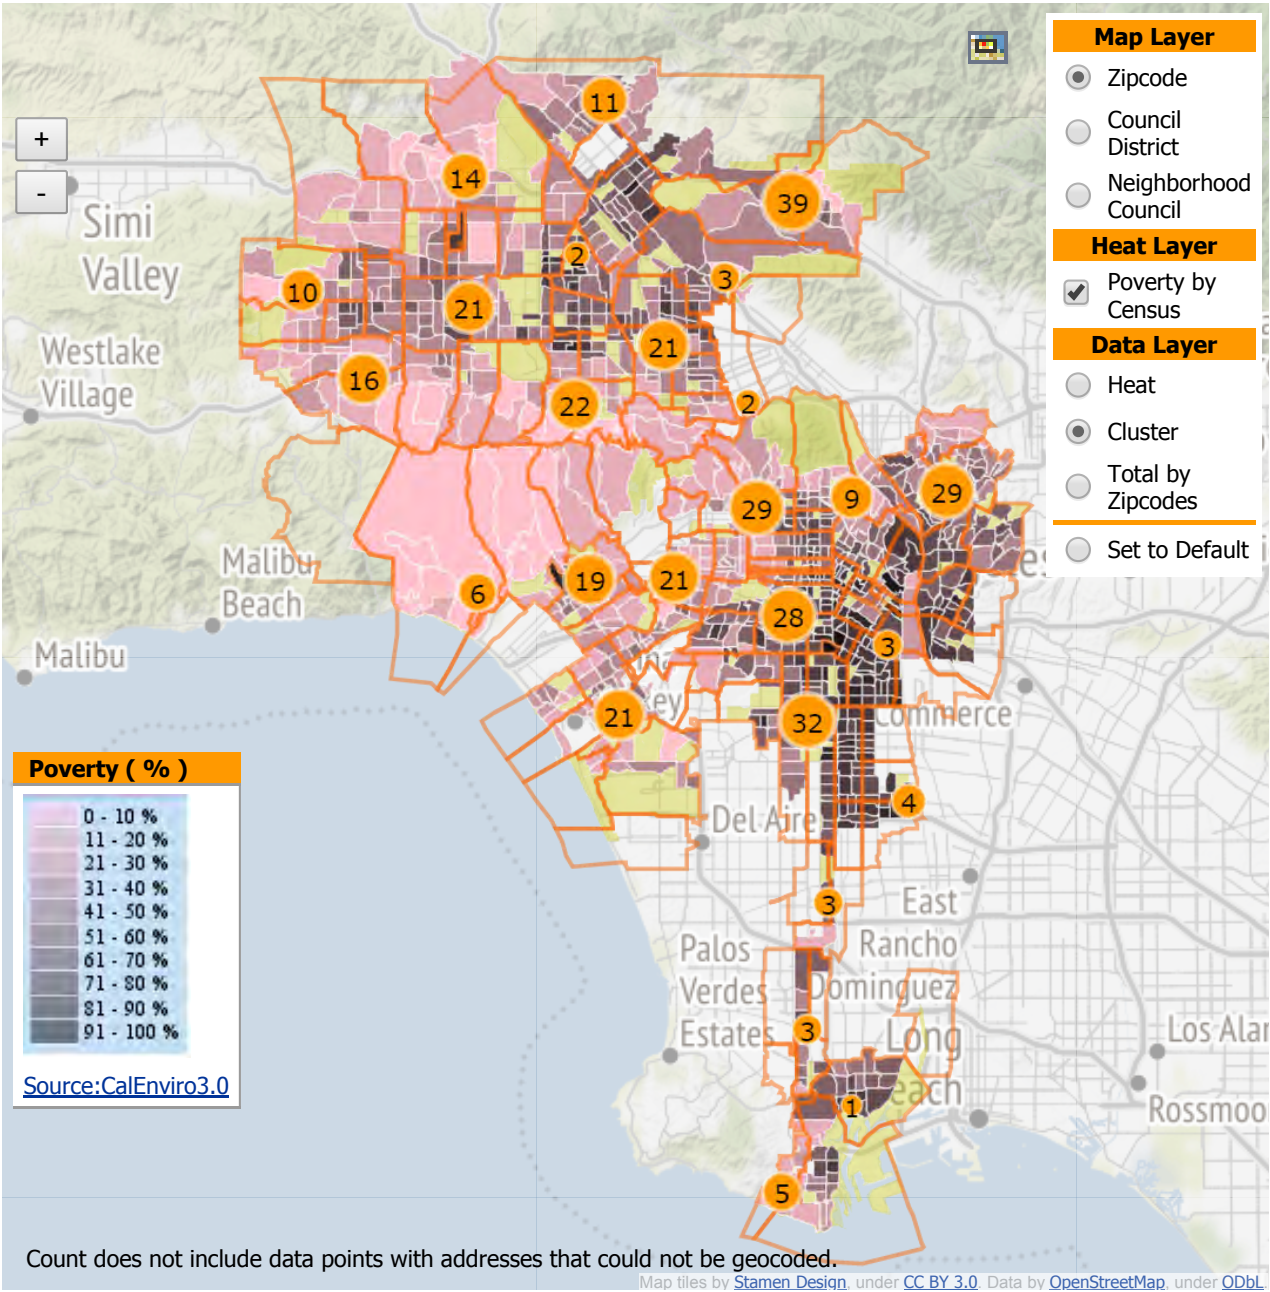 Map Layer
Zipcode
Council
District
Neighborhood
Council
Heat Layer
Poverty by
Census
Data Layer
Heat
Cluster
Total by
Zipcodes
Set to Default
+
-
11
14
39
2
3
10
21
21
16
22
2
29
9
29
19
21
6
28
3
21
32
4
3
3
1
5
Simi
Valley
Westlake
Village
Malibu
Beach
Malibu
Commerce
Del Aire
East
Rancho
Dominguez
Palos
Verdes
Estates
Long
each
Los Alar
Rossmoo
Poverty ( % )
0 - 10 %
11 - 20 %
21 - 30 %
31 - 40 %
41 - 50 %
51 - 60 %
61 - 70 %
71 - 80 %
81 - 90 %
91 - 100 %
Source:CalEnviro3.0
Count does not include data points with addresses that could not be geocoded.
Map tiles by Stamen Design, under CC BY 3.0. Data by OpenStreetMap, under ODbL.